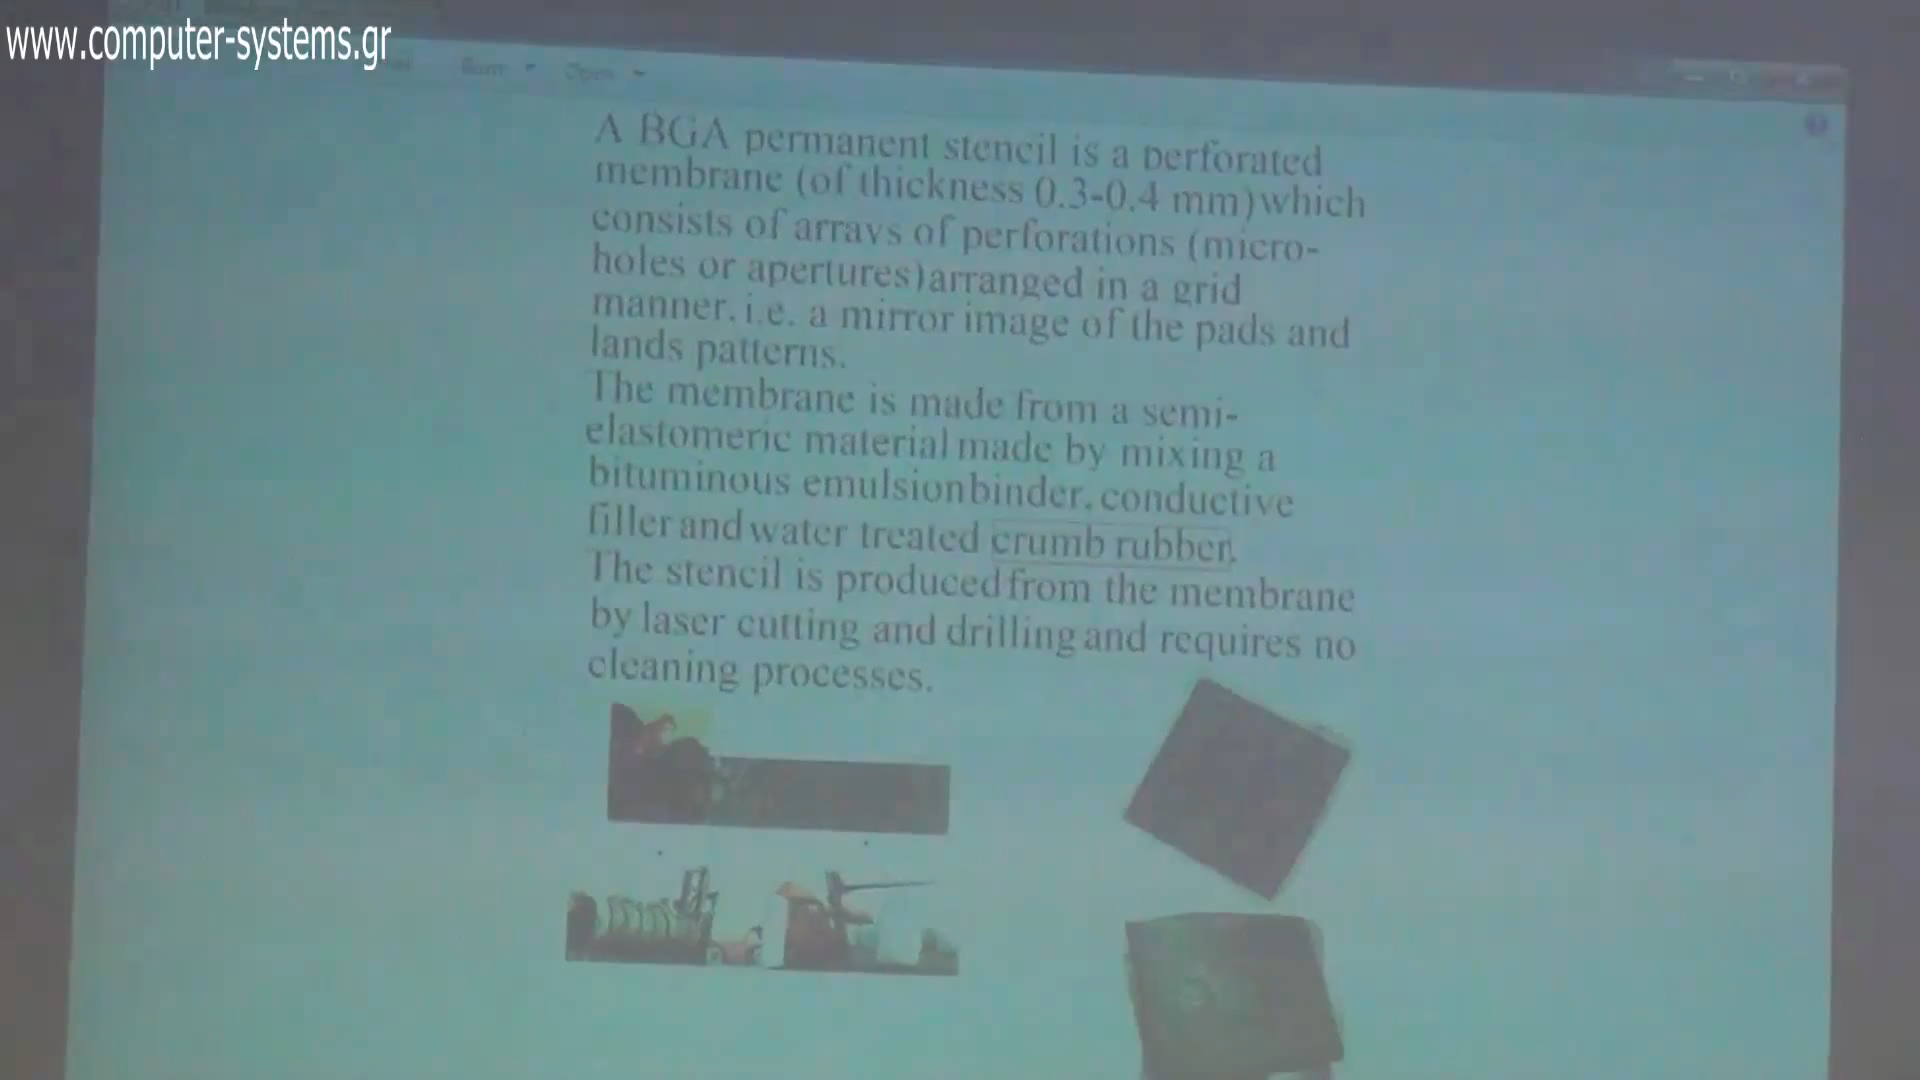 www.computer-systems.gr
Burn Open
A BGA permanent stencil is a perforated
membrane (of thickness 0.3-0.4 mm)which
consists of arrays of perforations (micro-
holes or apertures)arranged in a grid
manner, i.e. a mirror image of the pads and
lands patterns.
The membrane is made from a semi-
elastomeric material made by mixing a
bituminous emulsion binder, conductive
filler and water treated crumb rubber.
The stencil is produced from the membrane
by laser cutting and drilling and requires no
cleaning processes.